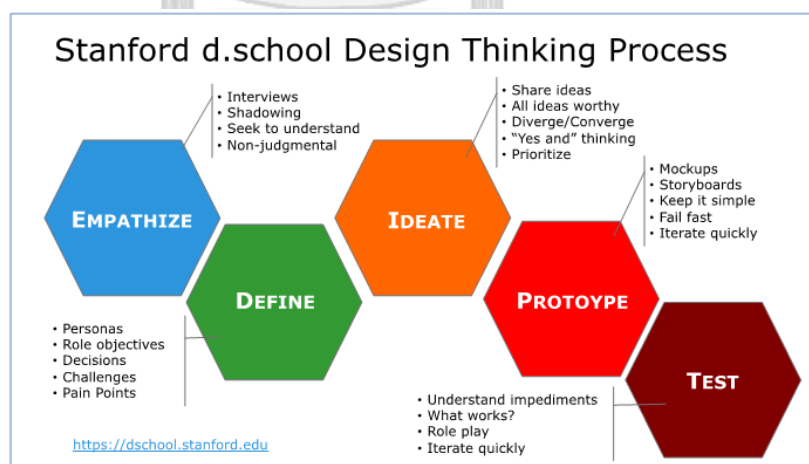 Stanford d.school Design Thinking Process
• Interviews
• Shadowing
• Seek to understand
• Non-judgmental
EMPATHIZE
• Personas
• Role objectives
• Decisions
• Challenges
• Pain Points
DEFINE
• Share ideas
• All ideas worthy
• Diverge/Converge
• “Yes and” thinking
• Prioritize
IDEATE
• Mockups
• Storyboards
• Keep it simple
• Fail fast
• Iterate quickly
PROTOYPE
• Understand impediments
• What works?
• Role play
• Iterate quickly
TEST
https://dschool.stanford.edu